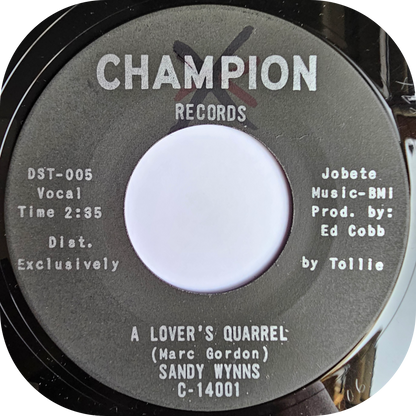 CHAMPION
RECORDS
DST-005
Vocal
Time 2:35
Dist.
Exclusively
Jobete
Music-BMI
Prod. by:
Ed Cobb
by Tollie
A LOVER'S QUARREL
(Marc Gordon)
SANDY WYNNS
C-14001